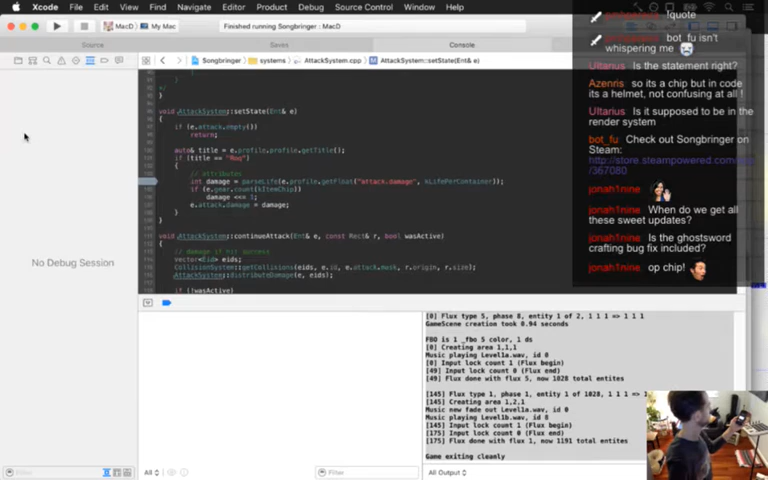 Xcode File Edit View Find Navigate Editor Product Debug Source Control Window Help
MacD My Mac
Finished running Songbringer : MacD
Source
Saves
Console
Songbringer systems AttackSystem.cpp AttackSystem::setState(Ent& e)
*/
}
void AttackSystem::setState(Ent& e)
{
if (e.attack.empty())
return;
auto& title = e.profile.profile.getTitle();
if (title == "Roq")
{
// attributes
int damage = parseLife(e.profile.getFloat("attack.damage", kLifePerContainer));
if (e.gear.count(kItemChip))
damage <<= 3;
e.attack.damage = damage;
}
}
void AttackSystem::continueAttack(Ent& e, const Rect& r, bool wasActive)
{
// damage if hit success
vector<Eid> eids;
CollisionSystem::getCollisions(eids, e.id, e.attack.mask, r.origin, r.size);
AttackSystem::distributeDamage(e, eids);
if (!wasActive)
No Debug Session
!quote
bot_fu isn't
whispering me
Ultarius Is the statement right?
Azenris so its a chip but in code
its a helmet, not confusing at all !
Ultarius Is it supposed to be in the
render system
bot_fu Check out Songbringer on
Steam:
/367080
jonah1nine
jonah1nine When do we get all
these sweet updates?
jonah1nine Is the ghostsword
crafting bug fix included?
jonah1nine op chip!
[0] Flux type 5, phase 8, entity 1 of 2, 1 1 1 => 1 1 1
GameScene creation took 0.94 seconds
FBO is 1 _fbo 5 color, 1 ds
[0] Creating area 1,1,1
Music playing Level1a.wav, id 0
[0] Input lock count 1 (Flux begin)
[49] Input lock count 0 (Flux end)
[49] Flux done with flux 5, now 1028 total entites
[145] Flux type 1, phase 1, entity 1 of 1028, 1 1 1 =>
[145] Creating area 1,2,1
Music new fade out Level1a.wav, id 0
Music playing Level1b.wav, id 8
[145] Input lock count 1 (Flux begin)
[175] Input lock count 0 (Flux end)
[175] Flux done with flux 1, now 1191 total entites
Game exiting cleanly
Filter
All
Filter
All Output